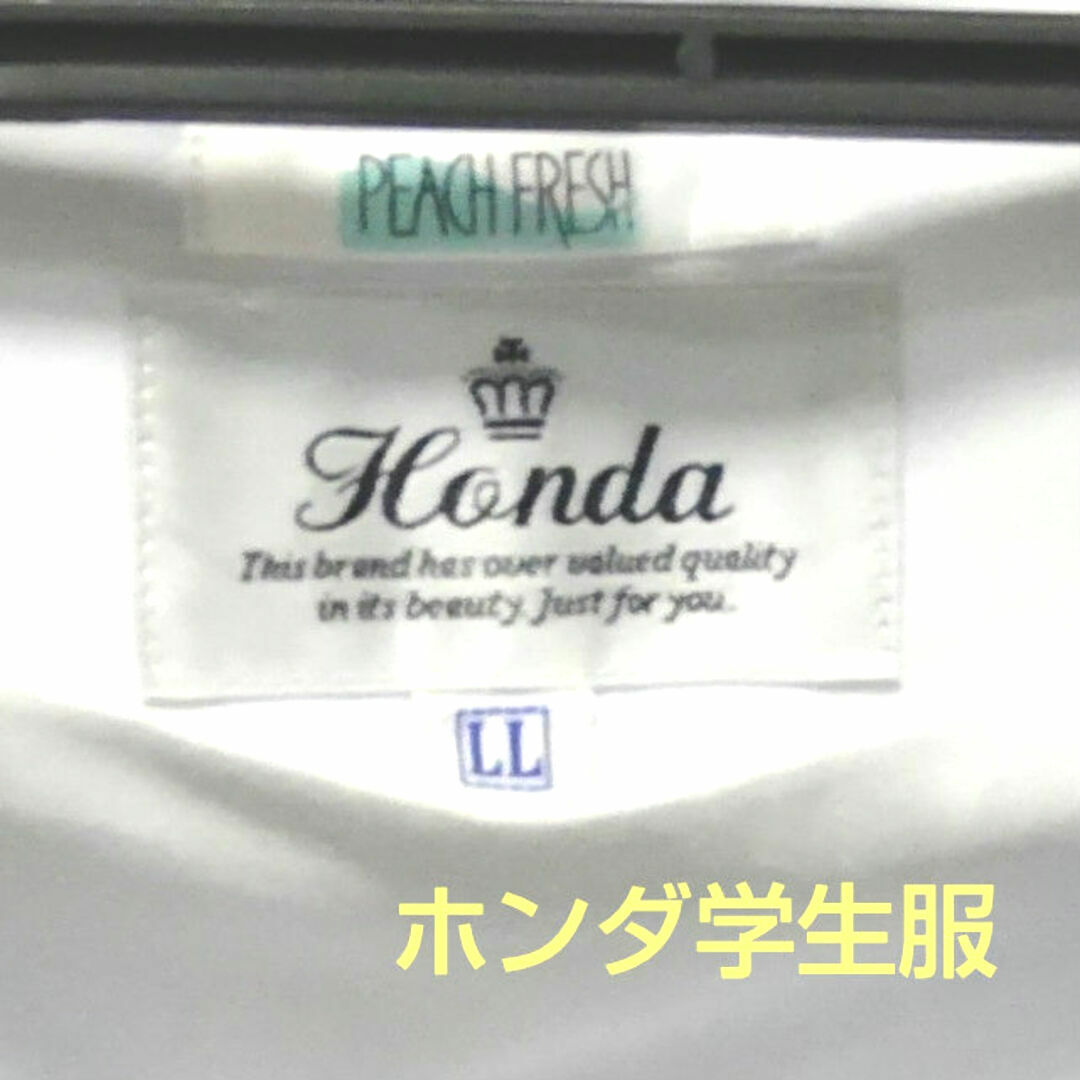 PEACH FRESH
Honda
This brand has over valued quality
in its beauty. Just for you.
LL
ホンダ学生服